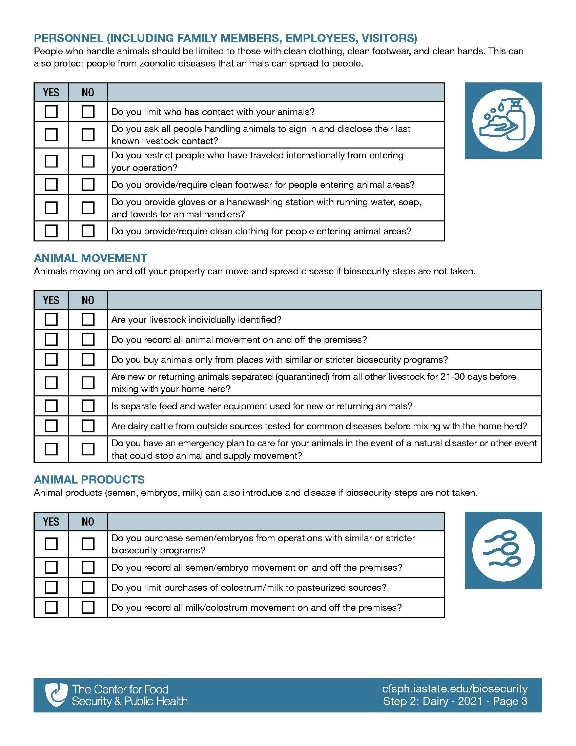 PERSONNEL (INCLUDING FAMILY MEMBERS, EMPLOYEES, VISITORS)
People who handle animals should be limited to those with clean clothing, clean footwear, and clean hands. This can
also protect people from zoonotic diseases that animals can spread to people.
YES NO
Do you limit who has contact with your animals?
Do you ask all people handling animals to sign in and disclose their last
known livestock contact?
Do you restrict people who have traveled internationally from entering
your operation?
Do you provide/require clean footwear for people entering animal areas?
Do you provide gloves or a handwashing station with running water, soap,
and towels for animal handlers?
Do you provide/require clean clothing for people entering animal areas?
ANIMAL MOVEMENT
Animals moving on and off your property can move and spread disease if biosecurity steps are not taken.
YES NO
Are your livestock individually identified?
Do you record all animal movement on and off the premises?
Do you buy animals only from places with similar or stricter biosecurity programs?
Are new or returning animals separated (quarantined) from all other livestock for 21-30 days before
mixing with your home herd?
Is separate feed and water equipment used for new or returning animals?
Are dairy cattle from outside sources tested for common diseases before mixing with the home herd?
Do you have an emergency plan to care for your animals in the event of a natural disaster or other event
that could stop animal and supply movement?
ANIMAL PRODUCTS
Animal products (semen, embryos, milk) can also introduce and disease if biosecurity steps are not taken.
YES NO
Do you purchase semen/embryos from operations with similar or stricter
biosecurity programs?
Do you record all semen/embryo movement on and off the premises?
Do you limit purchases of colostrum/milk to pasteurized sources?
Do you record all milk/colostrum movement on and off the premises?
The Center for Food
Security & Public Health
cfsph.iastate.edu/biosecurity
Step 2: Dairy - 2021 - Page 3